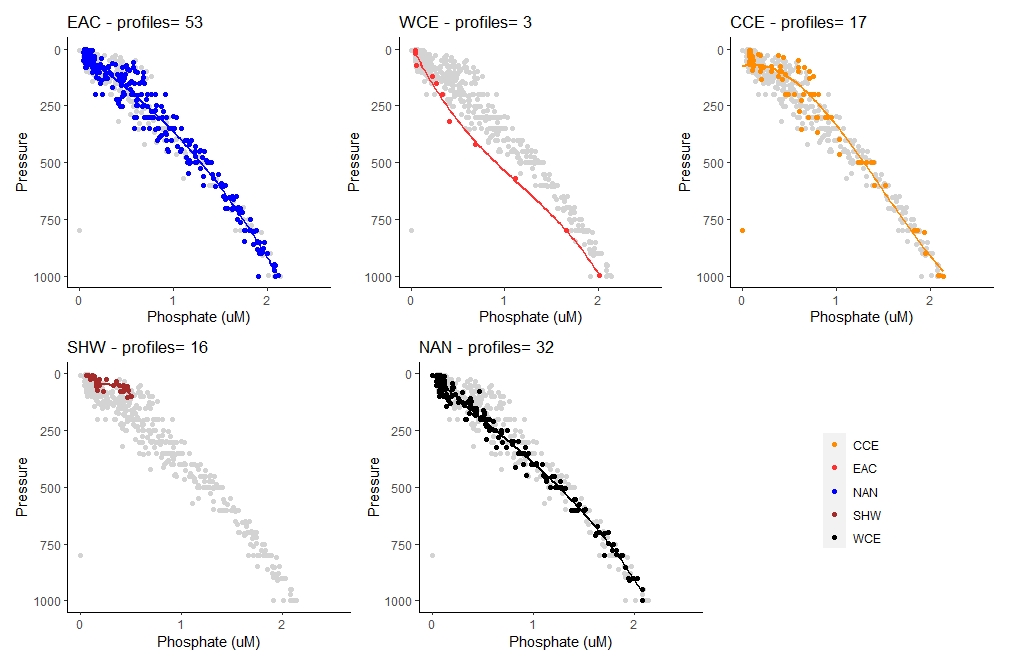 EAC - profiles= 53
WCE - profiles= 3
CCE - profiles= 17
0
250
500
750
1000
Pressure
0
1
2
Phosphate (uM)
0
250
500
750
1000
Pressure
0
1
2
Phosphate (uM)
0
250
500
750
1000
Pressure
0
1
2
Phosphate (uM)
SHW - profiles= 16
NAN - profiles= 32
0
250
500
750
1000
Pressure
0
1
2
Phosphate (uM)
0
250
500
750
1000
Pressure
0
1
2
Phosphate (uM)
CCE
EAC
NAN
SHW
WCE